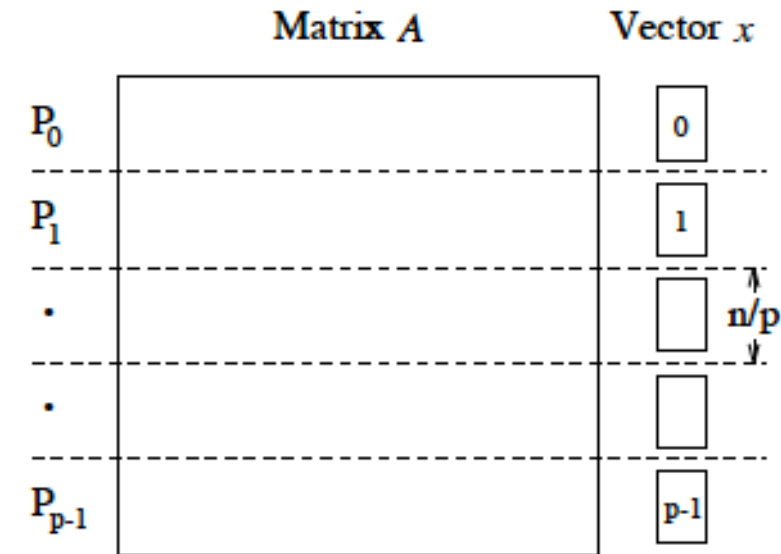 Matrix A Vector x
P0 0
P1 1
. n/p
.
Pp-1 p-1